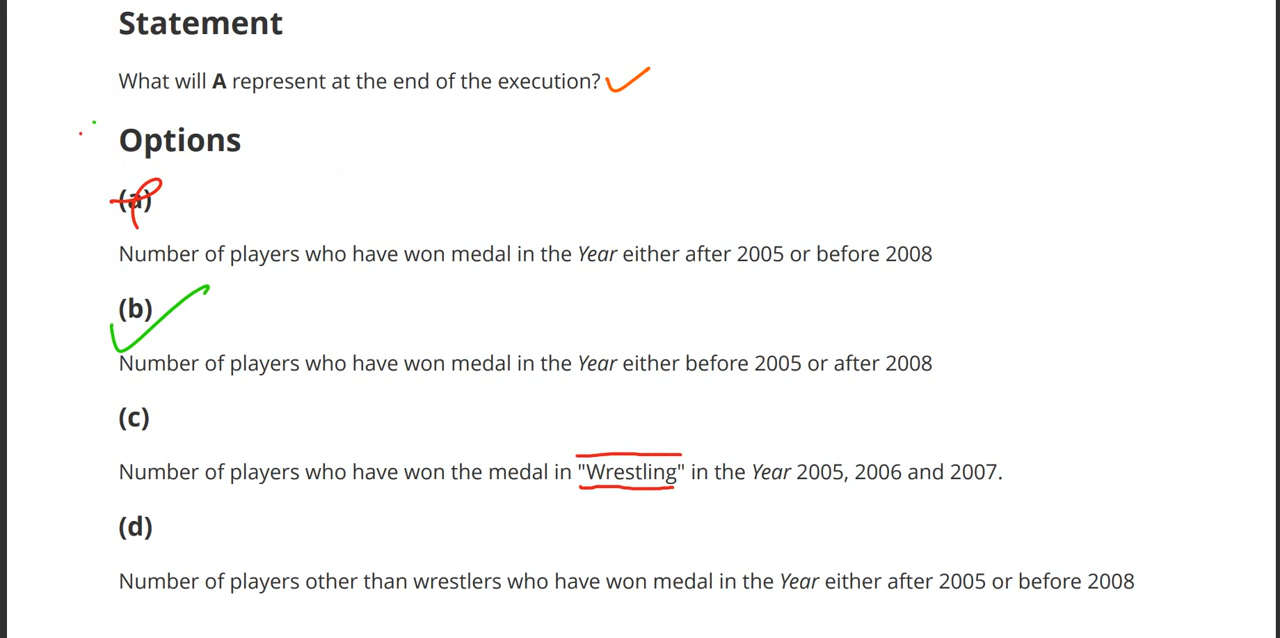 Statement
What will A represent at the end of the execution?
Options
(a)
Number of players who have won medal in the Year either after 2005 or before 2008
(b)
Number of players who have won medal in the Year either before 2005 or after 2008
(c)
Number of players who have won the medal in "Wrestling" in the Year 2005, 2006 and 2007.
(d)
Number of players other than wrestlers who have won medal in the Year either after 2005 or before 2008